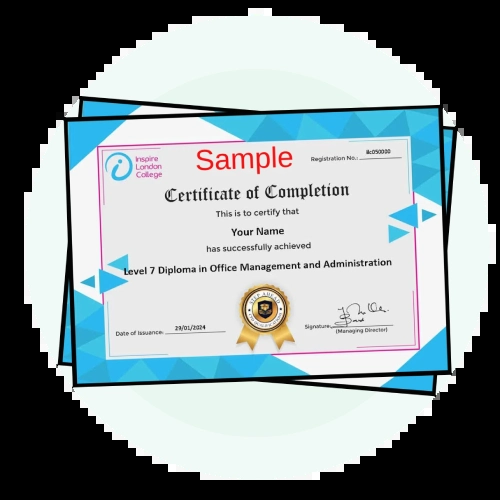 Inspire
London
College
Sample
Registration No.: ilc050000
Certificate of Completion
This is to certify that
Your Name
has successfully achieved
Level 7 Diploma in Office Management and Administration
Date of Issuance: 29/01/2024
Signature
(Managing Director)